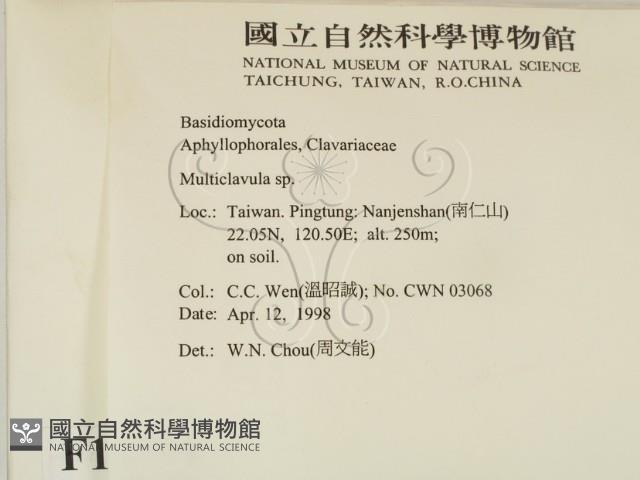 國立自然科學博物館
NATIONAL MUSEUM OF NATURAL SCIENCE
TAICHUNG, TAIWAN, R.O.CHINA
Basidiomycota
Aphyllophorales, Clavariaceae
Multiclavula sp.
Loc.: Taiwan. Pingtung: Nanjenshan(南仁山)
22.05N, 120.50E; alt. 250m;
on soil.
Col.: C.C. Wen(溫昭誠); No. CWN 03068
Date: Apr. 12, 1998
Det.: W.N. Chou(周文能)
國立自然科學博物館
NATIONAL MUSEUM OF NATURAL SCIENCE
F1